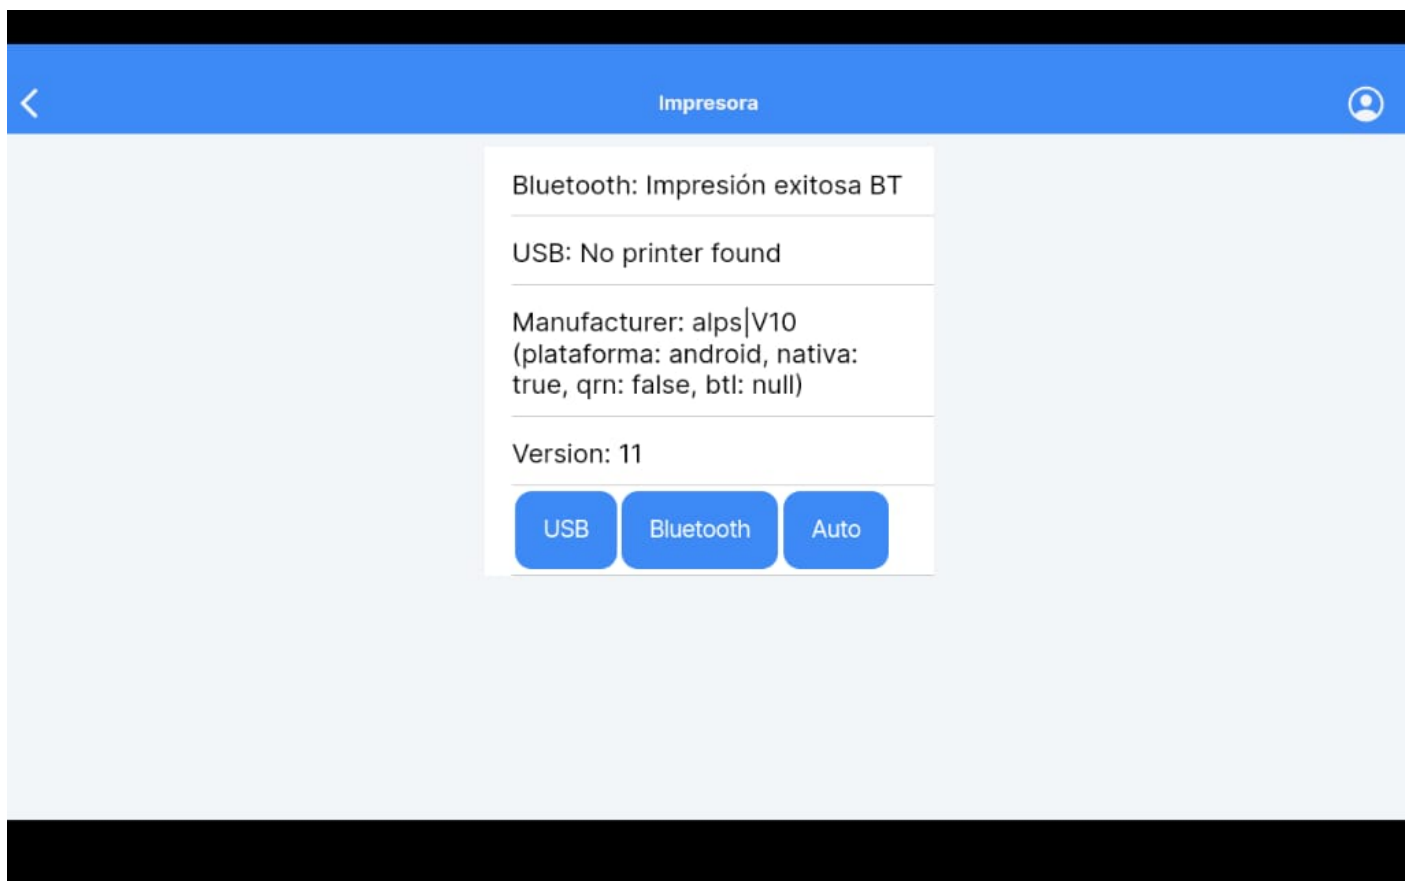 Impresora
Bluetooth: Impresión exitosa BT
USB: No printer found
Manufacturer: alps|V10
(plataforma: android, nativa:
true, qrn: false, btl: null)
Version: 11
USB
Bluetooth
Auto